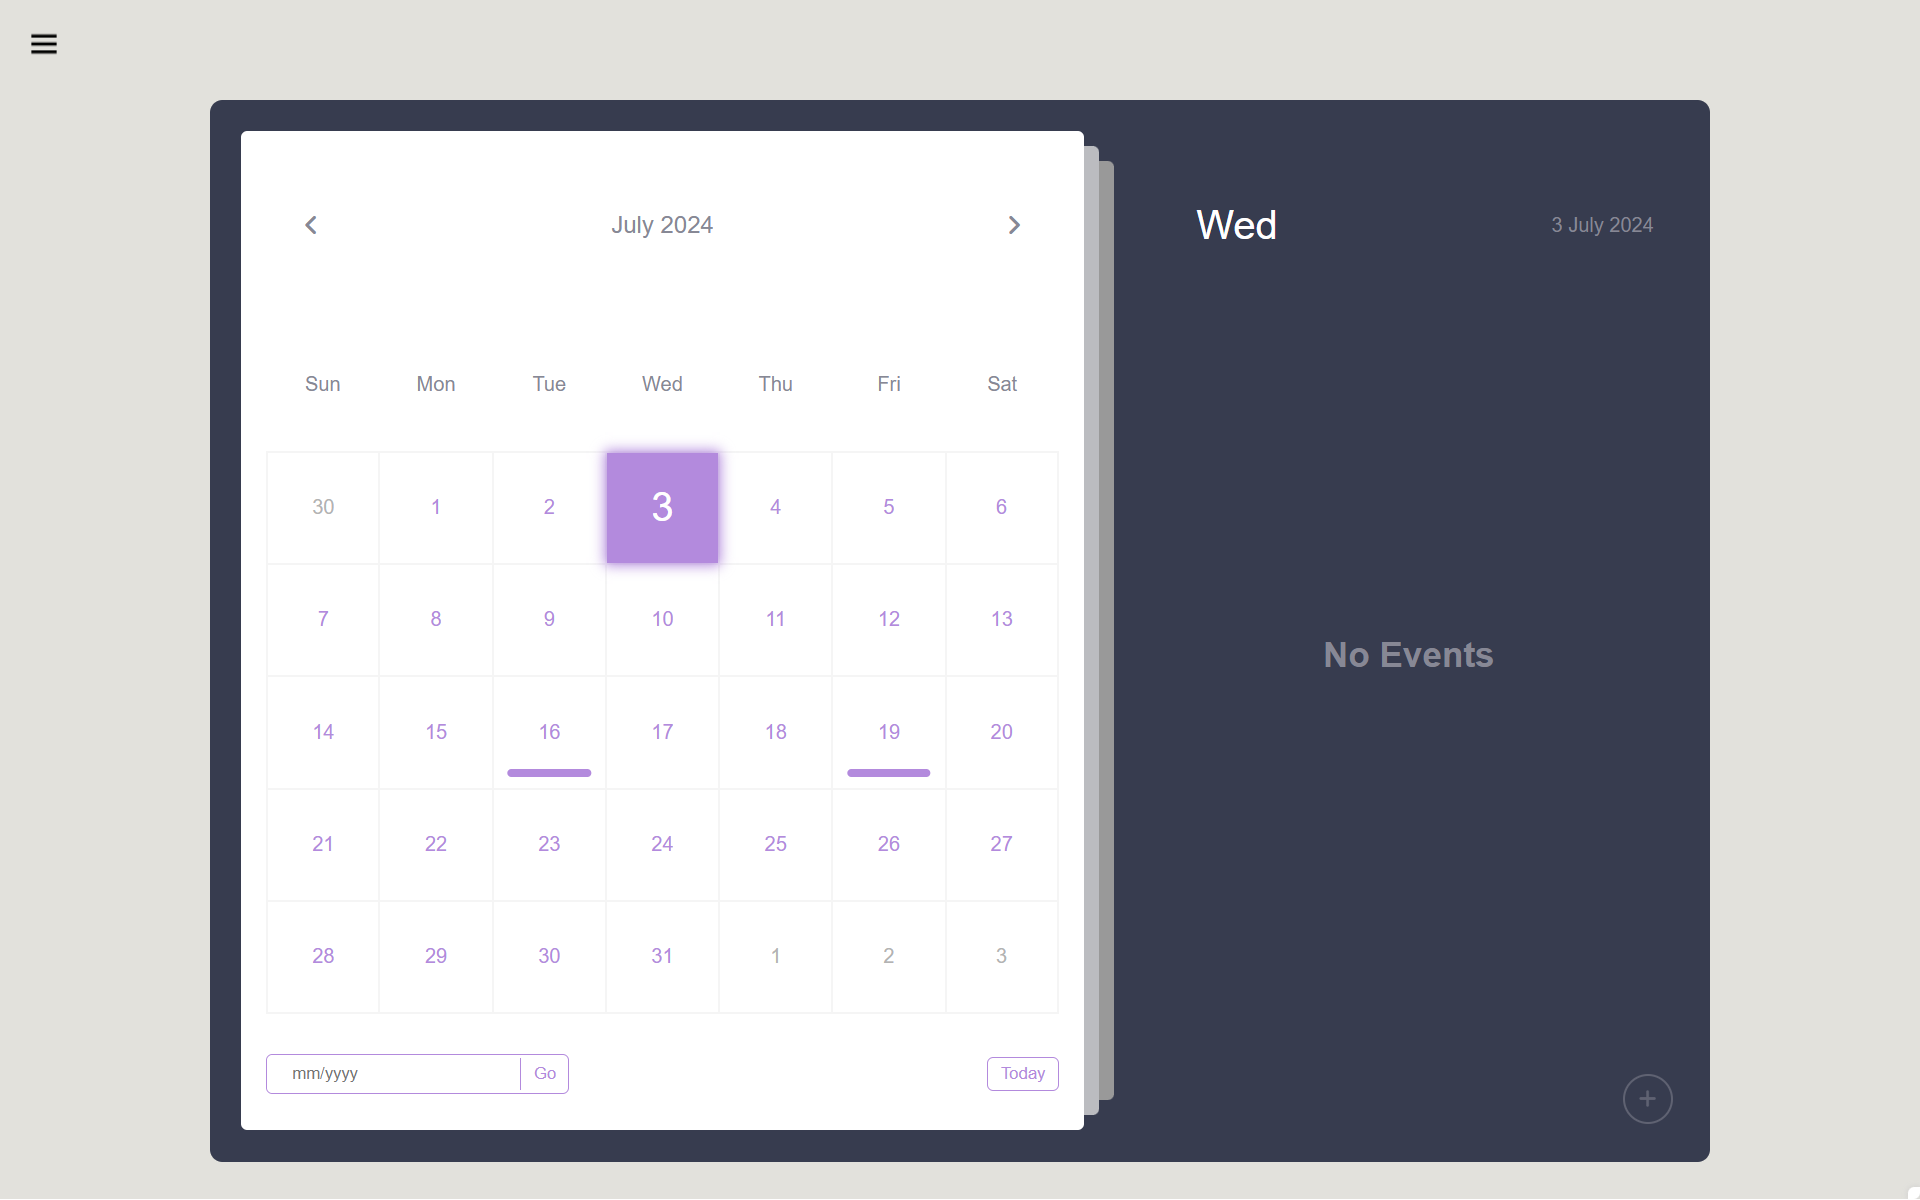 July 2024
Wed
3 July 2024
Sun Mon Tue Wed Thu Fri Sat
30 1 2 3 4 5 6
7 8 9 10 11 12 13
No Events
14 15 16 17 18 19 20
21 22 23 24 25 26 27
28 29 30 31 1 2 3
mm/yyyy Go Today
+